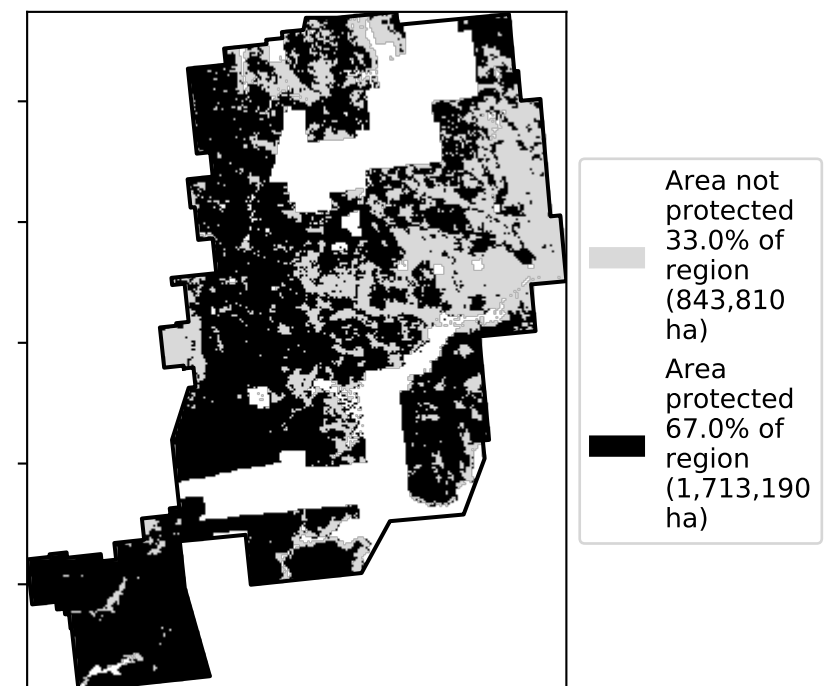 Area not
protected
33.0% of
region
(843,810
ha)
Area
protected
67.0% of
region
(1,713,190
ha)